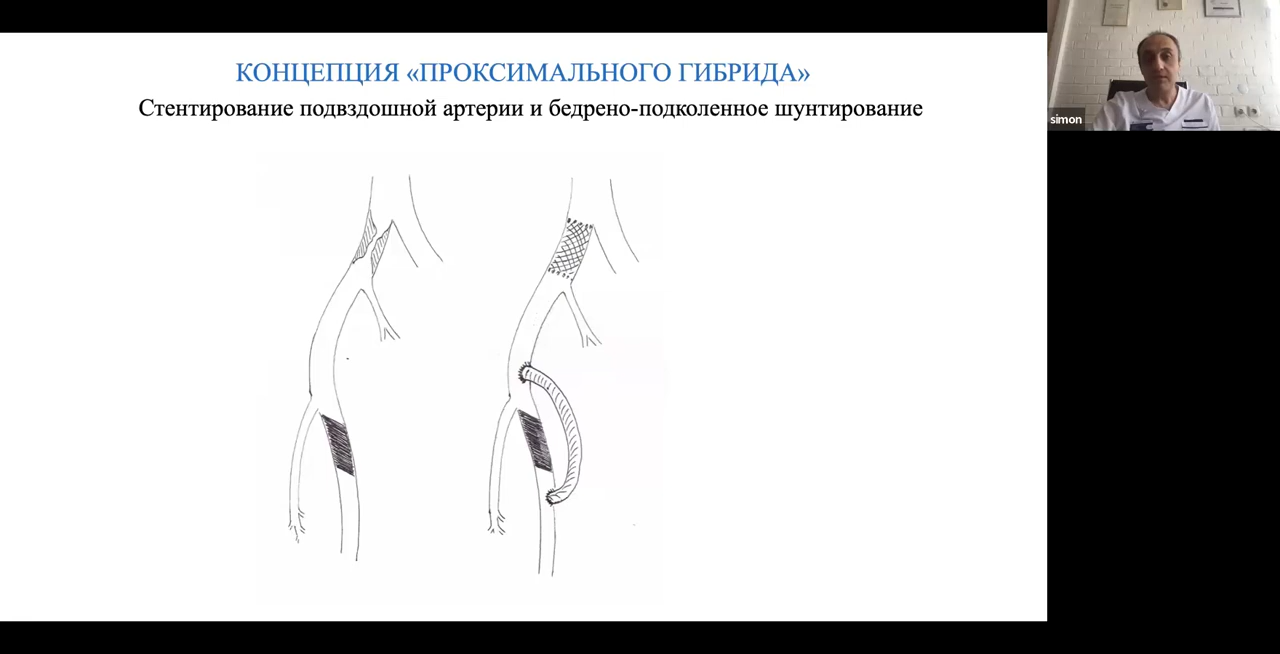 КОНЦЕПЦИЯ «ПРОКСИМАЛЬНОГО ГИБРИДА»
Стентирование подвздошной артерии и бедрено-подколенное шунтирование
simon